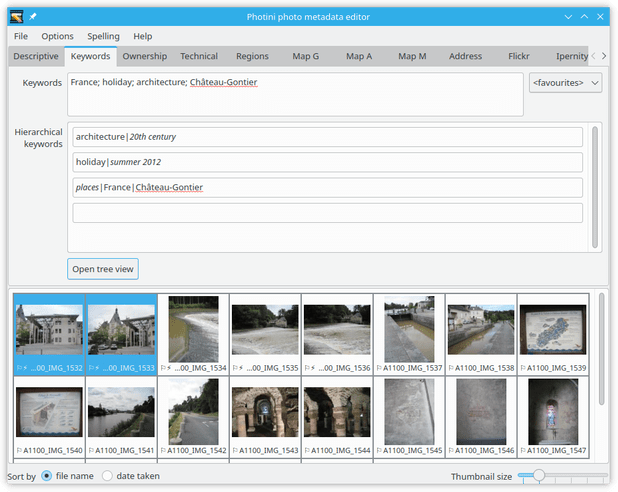 Photini photo metadata editor
File Options Spelling Help
Descriptive Keywords Ownership Technical Regions Map G Map A Map M Address Flickr Ipernity
Keywords France; holiday; architecture; Château-Gontier <favourites>
Hierarchical keywords
architecture|20th century
holiday|summer 2012
places|France|Château-Gontier
Open tree view
...00_IMG_1532 ...00_IMG_1533 ...00_IMG_1534 ...00_IMG_1535 ...00_IMG_1536 A1100_IMG_1537 A1100_IMG_1538 A1100_IMG_1539
A1100_IMG_1540 A1100_IMG_1541 A1100_IMG_1542 A1100_IMG_1543 A1100_IMG_1544 A1100_IMG_1545 A1100_IMG_1546 A1100_IMG_1547
Sort by file name date taken Thumbnail size